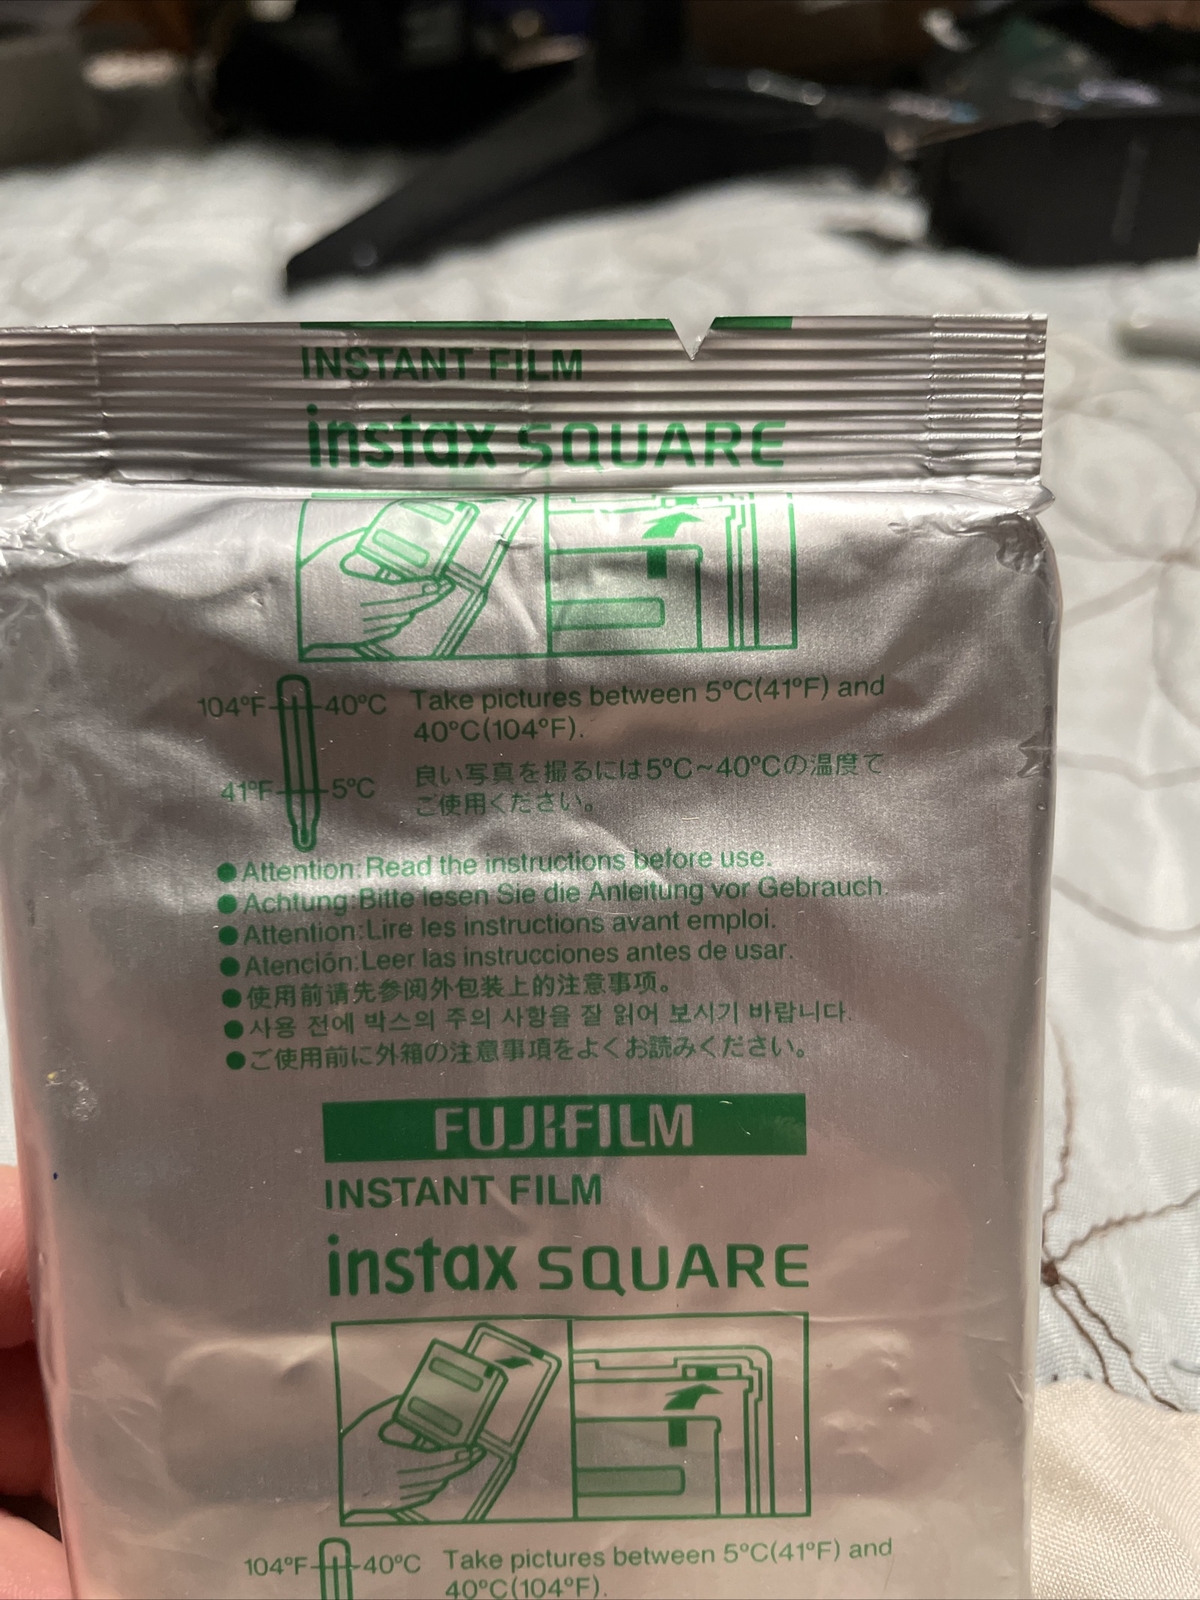 INSTANT FILM
instax SQUARE
104°F
40°C
41°F
5°C
Take pictures between 5°C(41°F) and
40°C(104°F).
良い写真を撮るには5°C~40°Cの温度で
ご使用ください。
●Attention:Read the instructions before use.
●Achtung:Bitte lesen Sie die Anleitung vor Gebrauch.
●Attention:Lire les instructions avant emploi.
●Atención:Leer las instrucciones antes de usar.
●使用前请先参阅外包装上的注意事项。
●사용 전에 박스의 주의 사항을 잘 읽어 보시기 바랍니다.
●ご使用前に外箱の注意事項をよくお読みください。
FUJIFILM
INSTANT FILM
instax SQUARE
104°F
40°C
Take pictures between 5°C(41°F) and
40°C(104°F).